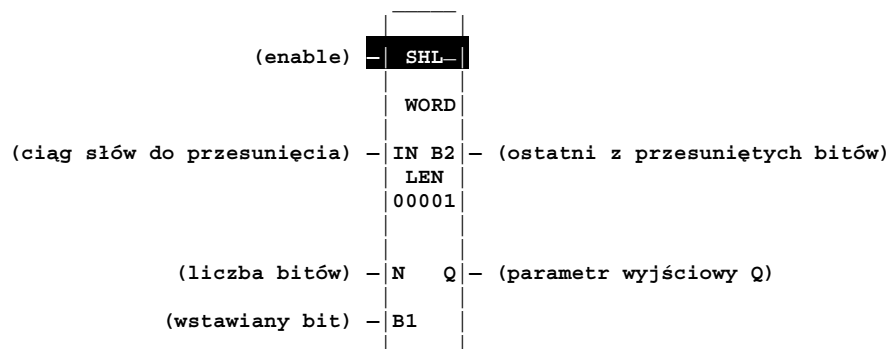 (enable) – SHL
WORD
(ciąg słów do przesunięcia) – IN B2 – (ostatni z przesuniętych bitów)
LEN
00001
(liczba bitów) – N Q – (parametr wyjściowy Q)
(wstawiany bit) – B1